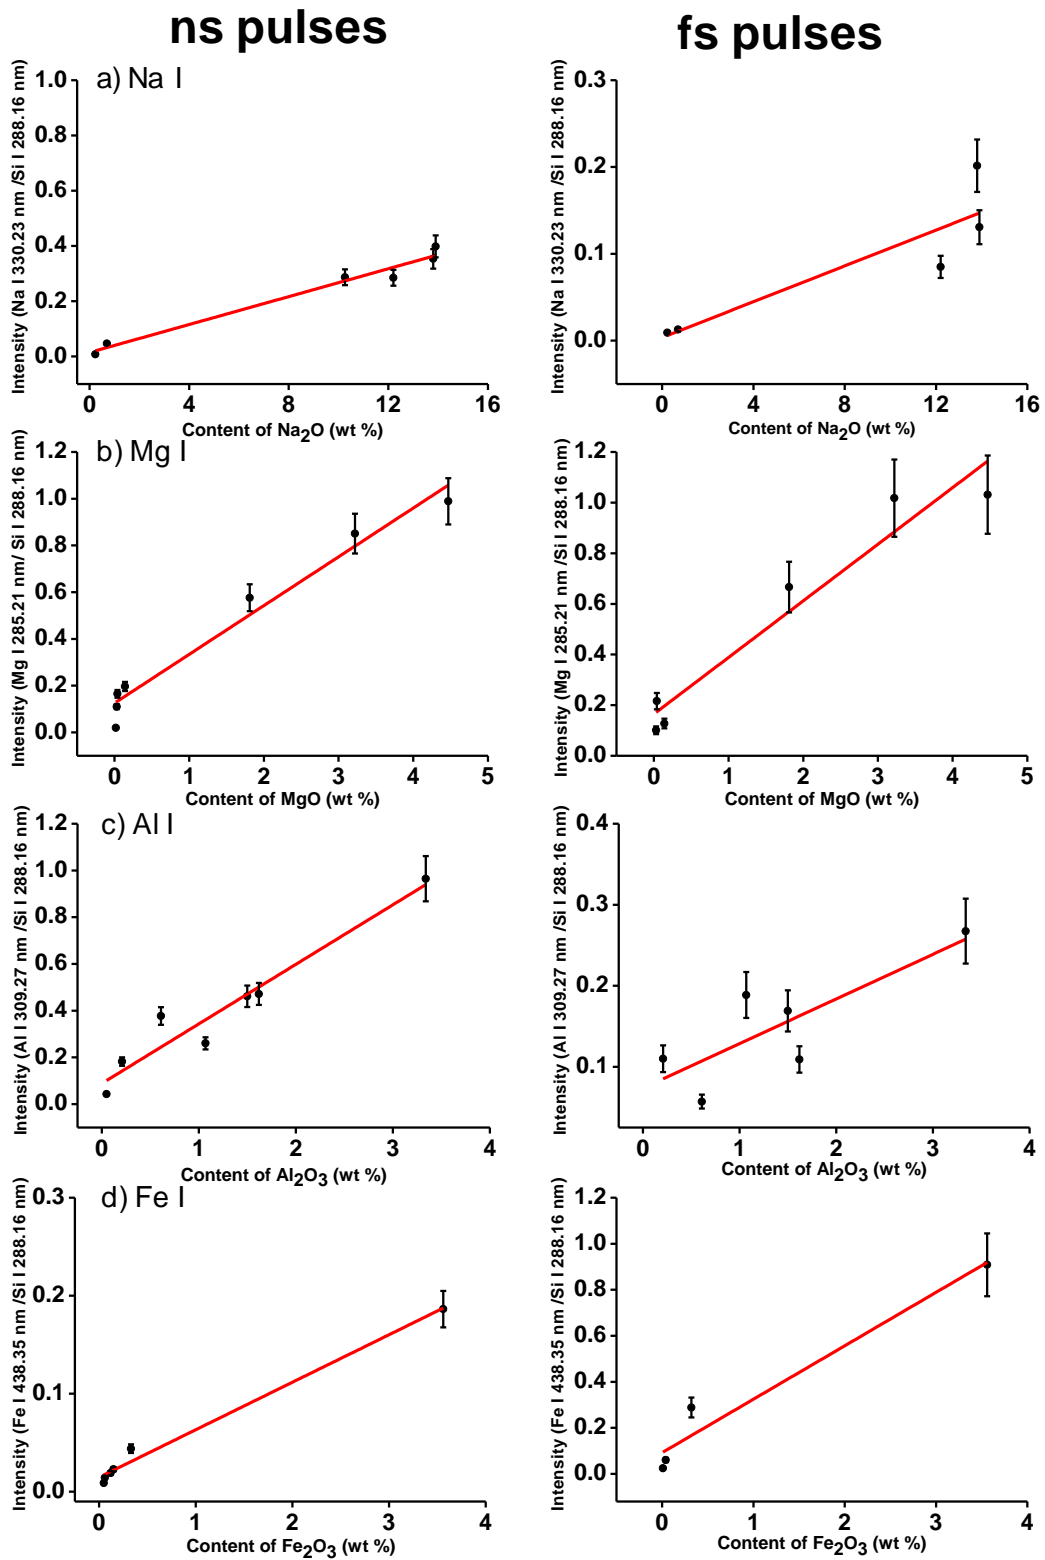 ns pulses
fs pulses
a) Na I
Intensity (Na I 330.23 nm /Si I 288.16 nm)
1.0
0.8
0.6
0.4
0.2
0.0
0 4 8 12 16
Content of Na2O (wt %)
Intensity (Na I 330.23 nm /Si I 288.16 nm)
0.3
0.2
0.1
0.0
0 4 8 12 16
Content of Na2O (wt %)
b) Mg I
Intensity (Mg I 285.21 nm/ Si I 288.16 nm)
1.2
1.0
0.8
0.6
0.4
0.2
0.0
0 1 2 3 4 5
Content of MgO (wt %)
Intensity (Mg I 285.21 nm /Si I 288.16 nm)
1.2
1.0
0.8
0.6
0.4
0.2
0.0
0 1 2 3 4 5
Content of MgO (wt %)
c) Al I
Intensity (Al I 309.27 nm /Si I 288.16 nm)
1.2
1.0
0.8
0.6
0.4
0.2
0.0
0 1 2 3 4
Content of Al2O3 (wt %)
Intensity (Al I 309.27 nm /Si I 288.16 nm)
0.4
0.3
0.2
0.1
0 1 2 3 4
Content of Al2O3 (wt %)
d) Fe I
Intensity (Fe I 438.35 nm /Si I 288.16 nm)
0.3
0.2
0.1
0.0
0 1 2 3 4
Content of Fe2O3 (wt %)
Intensity (Fe I 438.35 nm /Si I 288.16 nm)
1.2
1.0
0.8
0.6
0.4
0.2
0.0
0 1 2 3 4
Content of Fe2O3 (wt %)